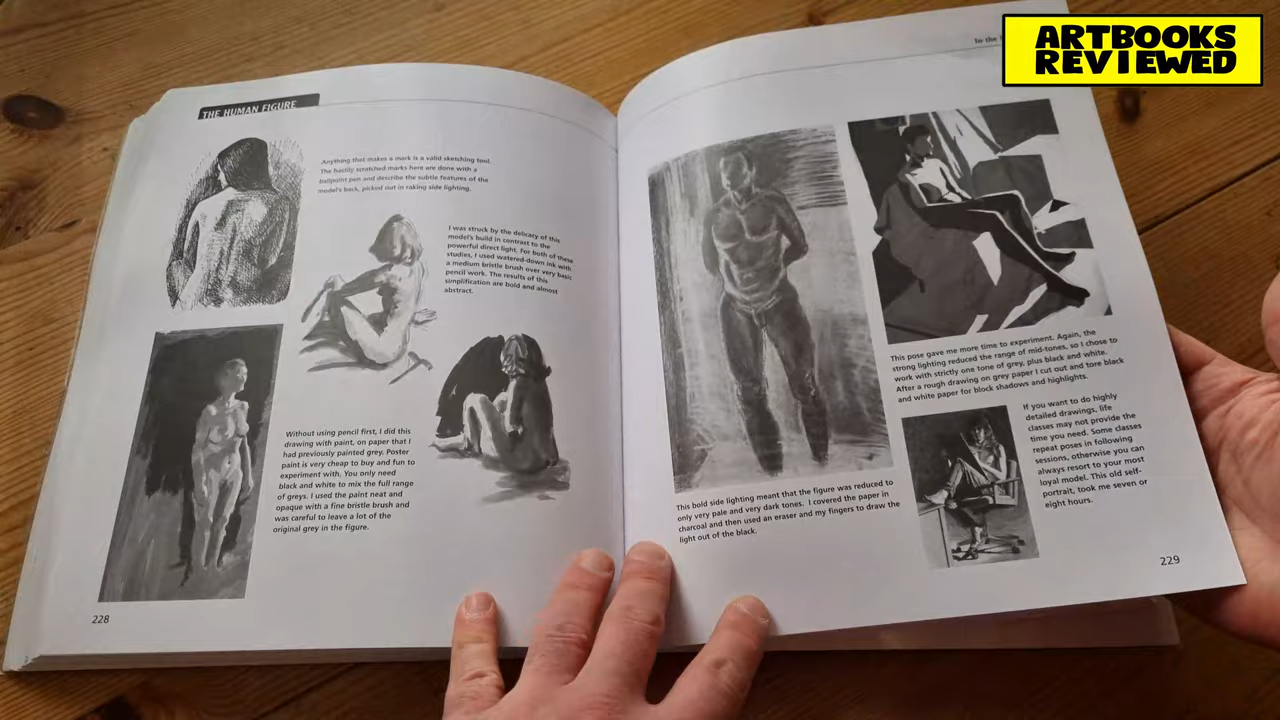 ARTBOOKS
REVIEWED
THE HUMAN FIGURE
Anything that makes a mark is a valid sketching tool.
The hastily scratched marks here are done with a
ballpoint pen and describe the subtle features of the
model's back, picked out in raking side lighting.
I was struck by the delicacy of this
model's build in contrast to the
powerful direct light. For both of these
studies, I used watered-down ink with
a medium bristle brush over very basic
pencil work. The results of this
simplification are bold and almost
abstract.
Without using pencil first, I did this
drawing with paint, on paper that I
had previously painted grey. Poster
paint is very cheap to buy and fun to
experiment with. You only need
black and white to mix the full range
of greys. I used the paint neat and
opaque with a fine bristle brush and
was careful to leave a lot of the
original grey in the figure.
228
In the
This bold side lighting meant that the figure was reduced to
only very pale and very dark tones. I covered the paper in
charcoal and then used an eraser and my fingers to draw the
light out of the black.
This pose gave me more time to experiment. Again, the
strong lighting reduced the range of mid-tones, so I chose to
work with strictly one tone of grey, plus black and white.
After a rough drawing on grey paper I cut out and tore black
and white paper for block shadows and highlights.
If you want to do highly
detailed drawings, life
classes may not provide the
time you need. Some classes
repeat poses in following
sessions, otherwise you can
always resort to your most
loyal model. This old self-
portrait, took me seven or
eight hours.
229